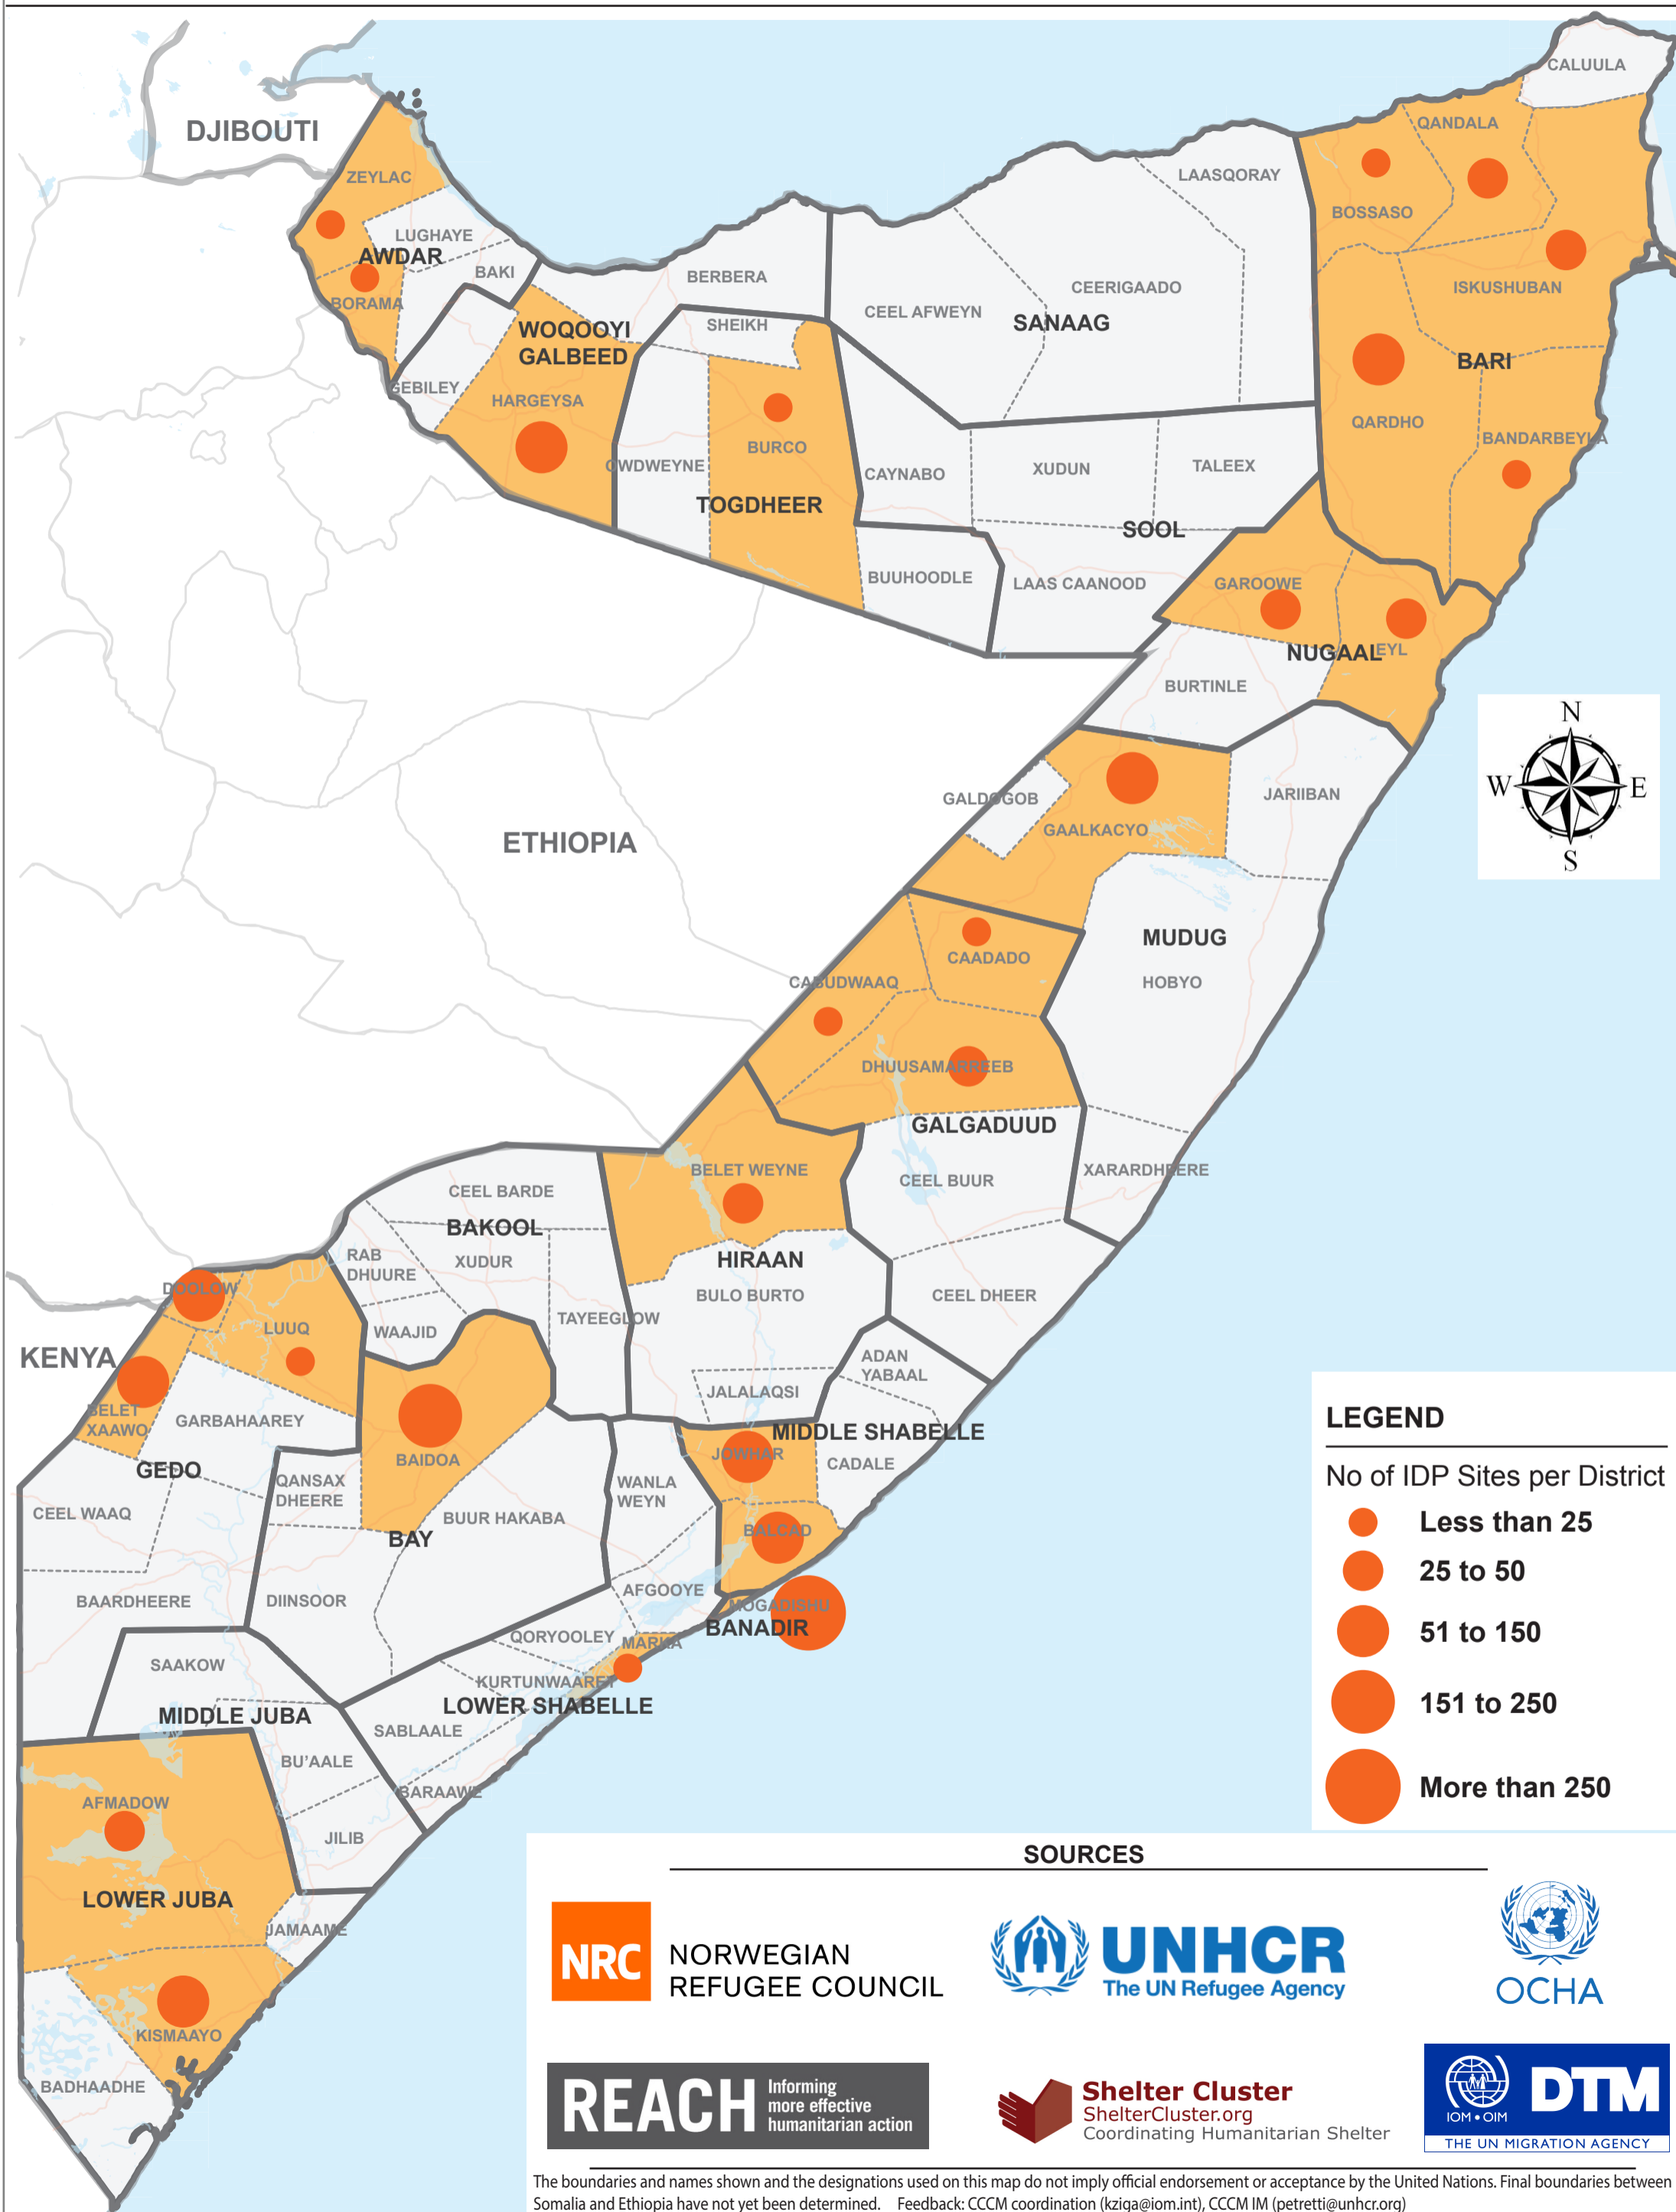 CALUULA
QANDALA
DJIBOUTI
LAASQORAY
ZEYLAC
BOSSASO
LUGHAYE
AWDAR
BAKI
BERBERA
CEERIGAADO
ISKUSHUBAN
BORAMA
CEEL AFWEYN
SANAAG
SHEIKH
WOQOOYI
GALBEED
BARI
GEBILEY
HARGEYSA
QARDHO
BANDARBEYLA
BURCO
OWDWEYNE
CAYNABO
XUDUN
TALEEX
TOGDHEER
SOOL
BUUHOODLE
LAAS CAANOOD
GAROOWE
NUGAAL
EYL
BURTINLE
N
W
E
S
GALDOGOB
JARIIBAN
GAALKACYO
ETHIOPIA
MUDUG
CAADADO
CABUDWAAQ
HOBYO
DHUUSAMARREEB
GALGADUUD
BELET WEYNE
XARARDHEERE
CEEL BUUR
CEEL BARDE
BAKOOL
RAB
DHUURE
XUDUR
HIRAAN
DOOLOW
BULO BURTO
CEEL DHEER
TAYEEGLOW
LUUQ
WAAJID
KENYA
ADAN
YABAAL
JALALAQSI
BELET
XAAWO
GARBAHAAREY
MIDDLE SHABELLE
JOWHAR
BAIDOA
CADALE
GEDO
QANSAX
DHEERE
WANLA
WEYN
CEEL WAAQ
BUUR HAKABA
BALCAD
BAY
BAARDHEERE
DIINSOOR
AFGOOYE
MOGADISHU
BANADIR
QORYOOLEY
MARKA
SAAKOW
KURTUNWAAREY
LOWER SHABELLE
MIDDLE JUBA
SABLAALE
BU'AALE
BARAAWE
AFMADOW
JILIB
LOWER JUBA
JAMAAME
KISMAAYO
BADHAADHE
LEGEND
No of IDP Sites per District
Less than 25
25 to 50
51 to 150
151 to 250
More than 250
SOURCES
NRC
NORWEGIAN
REFUGEE COUNCIL
UNHCR
The UN Refugee Agency
OCHA
REACH
Informing
more effective
humanitarian action
Shelter Cluster
ShelterCluster.org
Coordinating Humanitarian Shelter
IOM • OIM
DTM
THE UN MIGRATION AGENCY
The boundaries and names shown and the designations used on this map do not imply official endorsement or acceptance by the United Nations. Final boundaries between
Somalia and Ethiopia have not yet been determined. Feedback: CCCM coordination (kziga@iom.int), CCCM IM (petretti@unhcr.org)